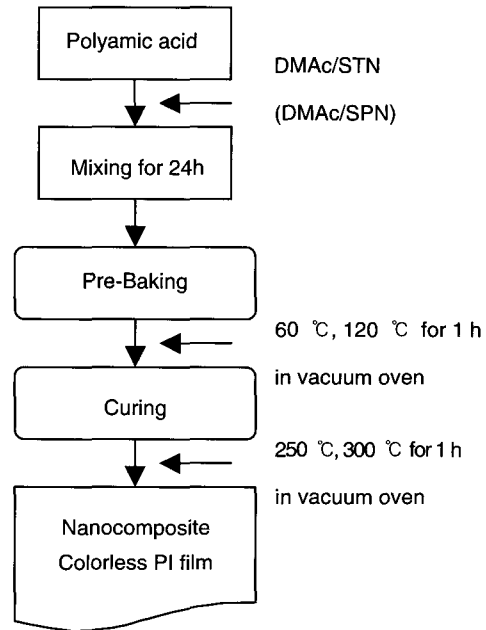 Polyamic acid
DMAc/STN
(DMAc/SPN)
Mixing for 24h
Pre-Baking
60 ℃, 120 ℃ for 1 h
in vacuum oven
Curing
250 ℃, 300 ℃ for 1 h
in vacuum oven
Nanocomposite
Colorless PI film